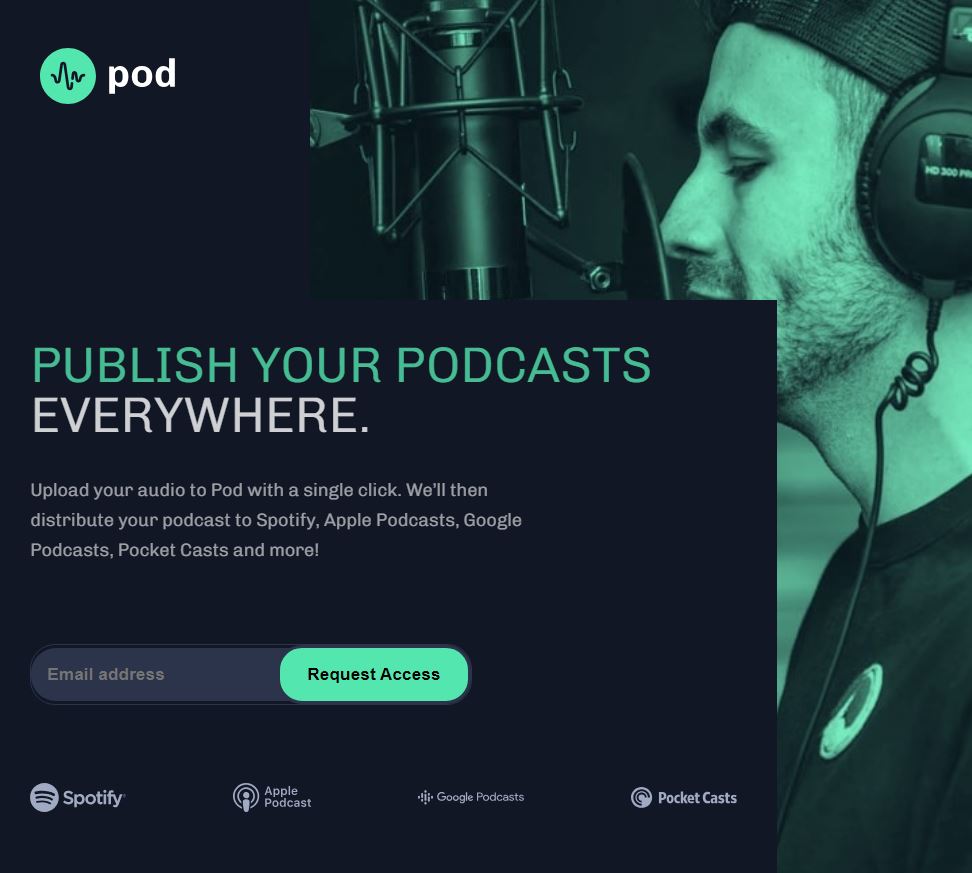 pod
HD 300 PR
PUBLISH YOUR PODCASTS
EVERYWHERE.
Upload your audio to Pod with a single click. We'll then
distribute your podcast to Spotify, Apple Podcasts, Google
Podcasts, Pocket Casts and more!
Email address
Request Access
Spotify
Apple
Podcast
Google Podcasts
Pocket Casts